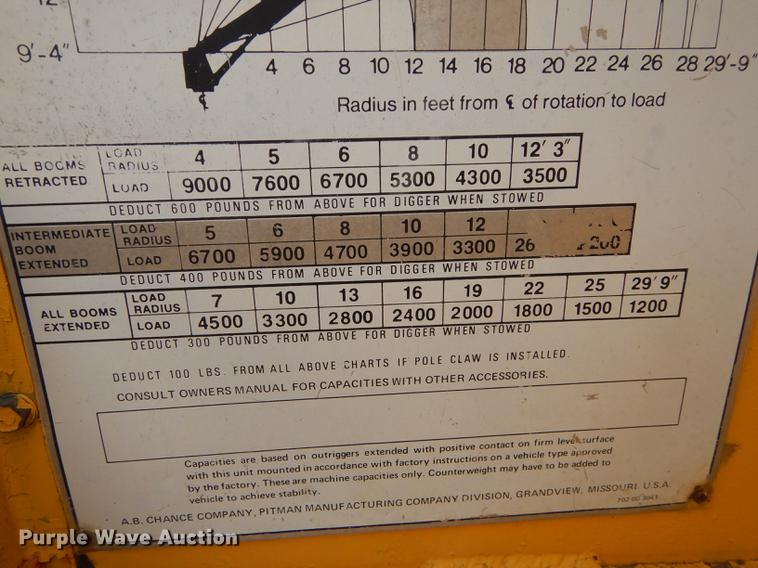 12
9'-4"
4 6 8 10 12 14 16 18 20 22 24 26 28 29'-9"
Radius in feet from ℄ of rotation to load
ALL BOOMS RETRACTED
LOAD RADIUS 4 5 6 8 10 12' 3"
LOAD 9000 7600 6700 5300 4300 3500
DEDUCT 600 POUNDS FROM ABOVE FOR DIGGER WHEN STOWED
INTERMEDIATE BOOM EXTENDED
LOAD RADIUS 5 6 8 10 12
LOAD 6700 5900 4700 3900 3300 26
DEDUCT 400 POUNDS FROM ABOVE FOR DIGGER WHEN STOWED
ALL BOOMS EXTENDED
LOAD RADIUS 7 10 13 16 19 22 25 29' 9"
LOAD 4500 3300 2800 2400 2000 1800 1500 1200
DEDUCT 300 POUNDS FROM ABOVE FOR DIGGER WHEN STOWED
DEDUCT 100 LBS. FROM ALL ABOVE CHARTS IF POLE CLAW IS INSTALLED.
CONSULT OWNERS MANUAL FOR CAPACITIES WITH OTHER ACCESSORIES.
Capacities are based on outriggers extended with positive contact on firm level surface
with this unit mounted in accordance with factory instructions on a vehicle type approved
by the factory. These are machine capacities only. Counterweight may have to be added to
vehicle to achieve stability.
A.B. CHANCE COMPANY, PITMAN MANUFACTURING COMPANY DIVISION, GRANDVIEW, MISSOURI. U.S.A.
Purple Wave Auction